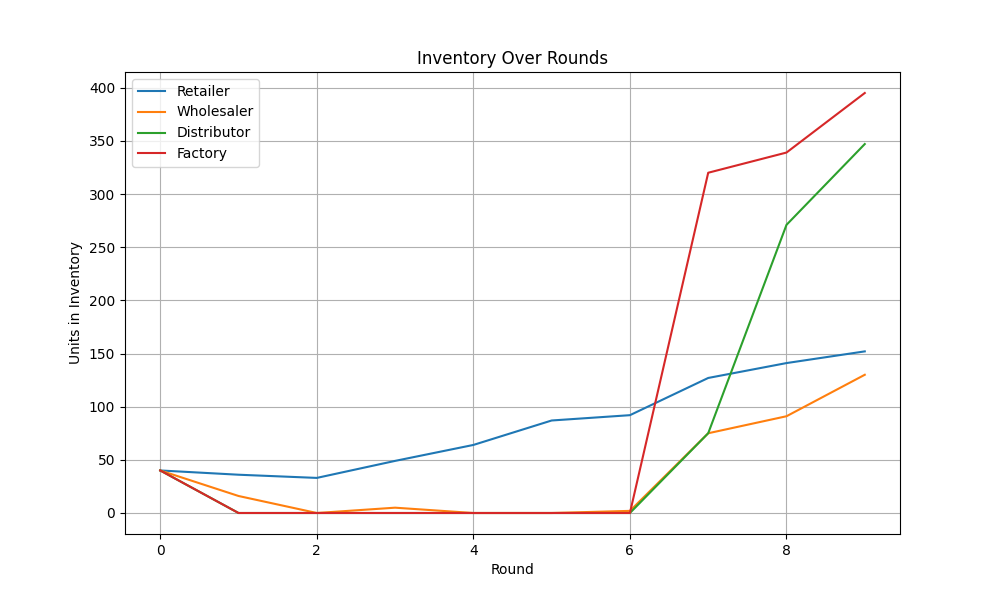 Inventory Over Rounds
Retailer
Wholesaler
Distributor
Factory
Units in Inventory
400
350
300
250
200
150
100
50
0
0 2 4 6 8
Round